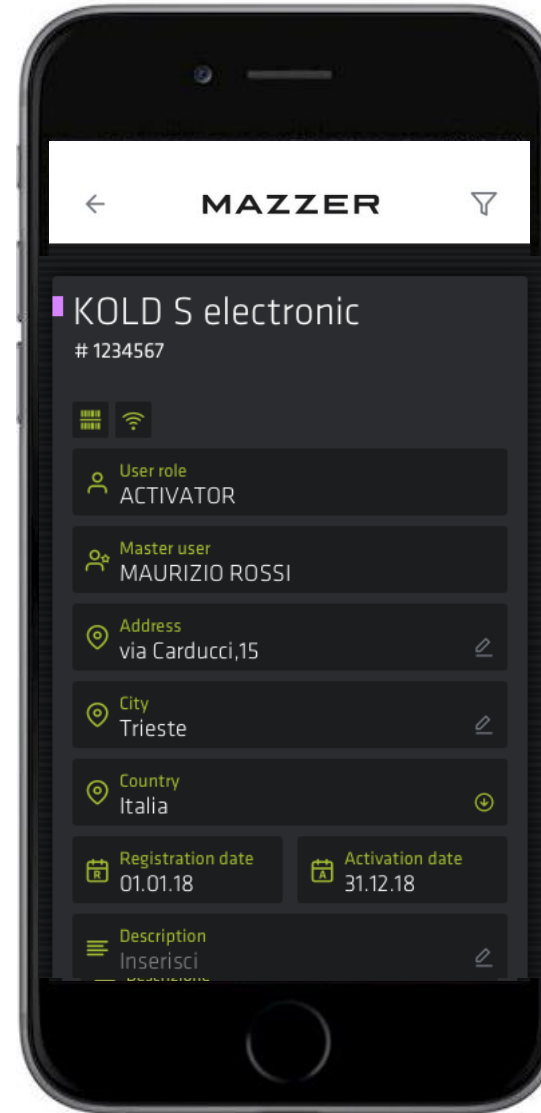 MAZZER
KOLD S electronic
# 1234567
User role
ACTIVATOR
Master user
MAURIZIO ROSSI
Address
via Carducci,15
City
Trieste
Country
Italia
Registration date
01.01.18
Activation date
31.12.18
Description
Inserisci
Descrizione